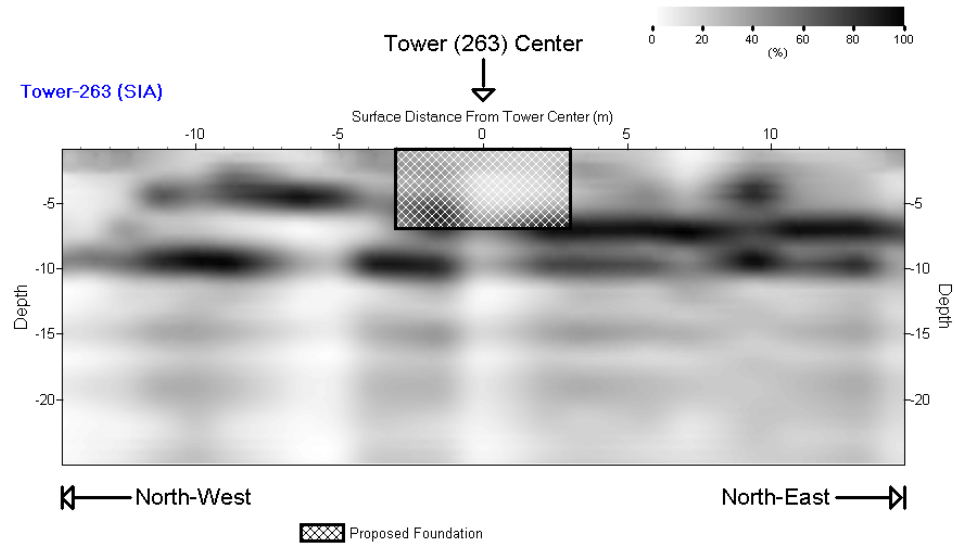 0 20 40 60 80 100
(%)
Tower (263) Center
Tower-263 (SIA)
Surface Distance From Tower Center (m)
-10 -5 0 5 10
-5 -5
-10 -10
Depth Depth
-15 -15
-20 -20
North-West North-East
Proposed Foundation